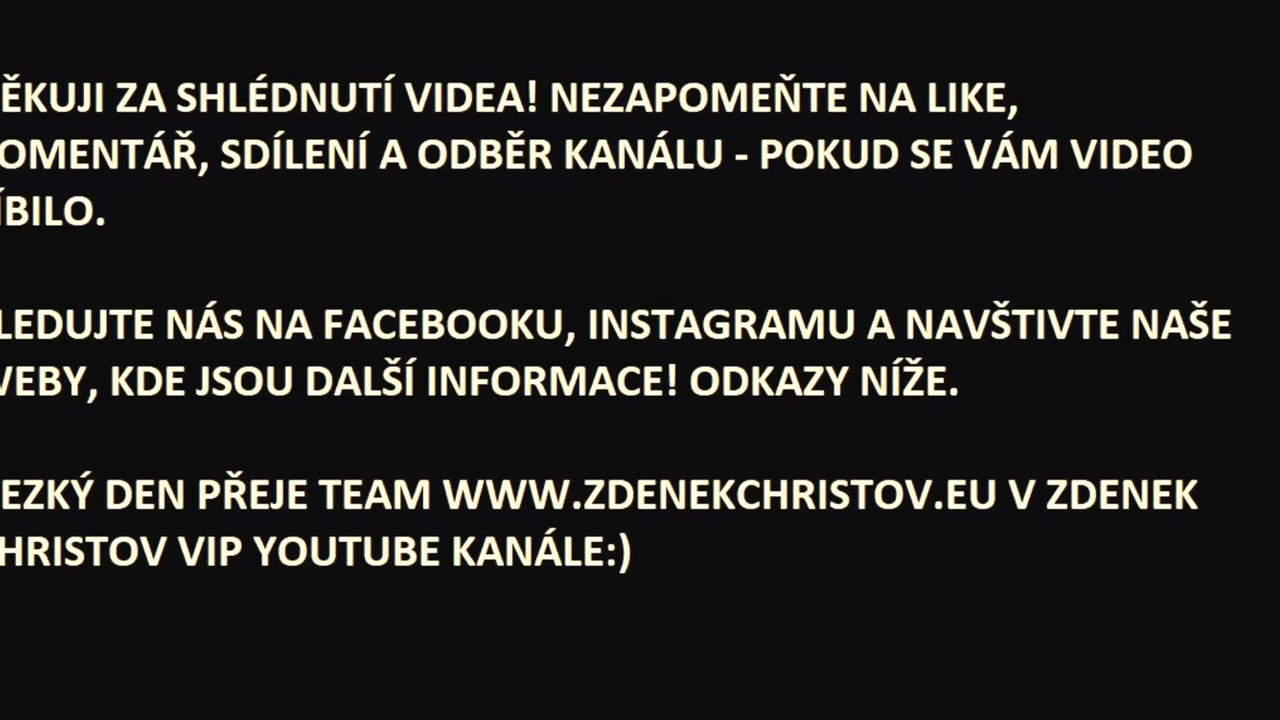 ĚKUJI ZA SHLÉDNUTÍ VIDEA! NEZAPOMEŇTE NA LIKE,
OMENTÁŘ, SDÍLENÍ A ODBĚR KANÁLU - POKUD SE VÁM VIDEO
ÍBILO.
LEDUJTE NÁS NA FACEBOOKU, INSTAGRAMU A NAVŠTIVTE NAŠE
WEBY, KDE JSOU DALŠÍ INFORMACE! ODKAZY NÍŽE.
EZKÝ DEN PŘEJE TEAM WWW.ZDENEKCHRISTOV.EU V ZDENEK
HRISTOV VIP YOUTUBE KANÁLE:)